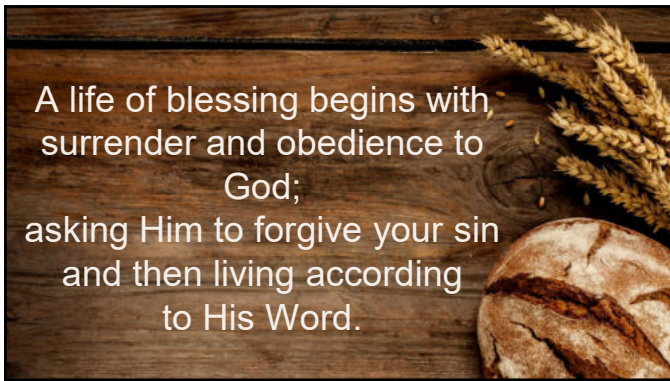 A life of blessing begins with
surrender and obedience to
God;
asking Him to forgive your sin
and then living according
to His Word.